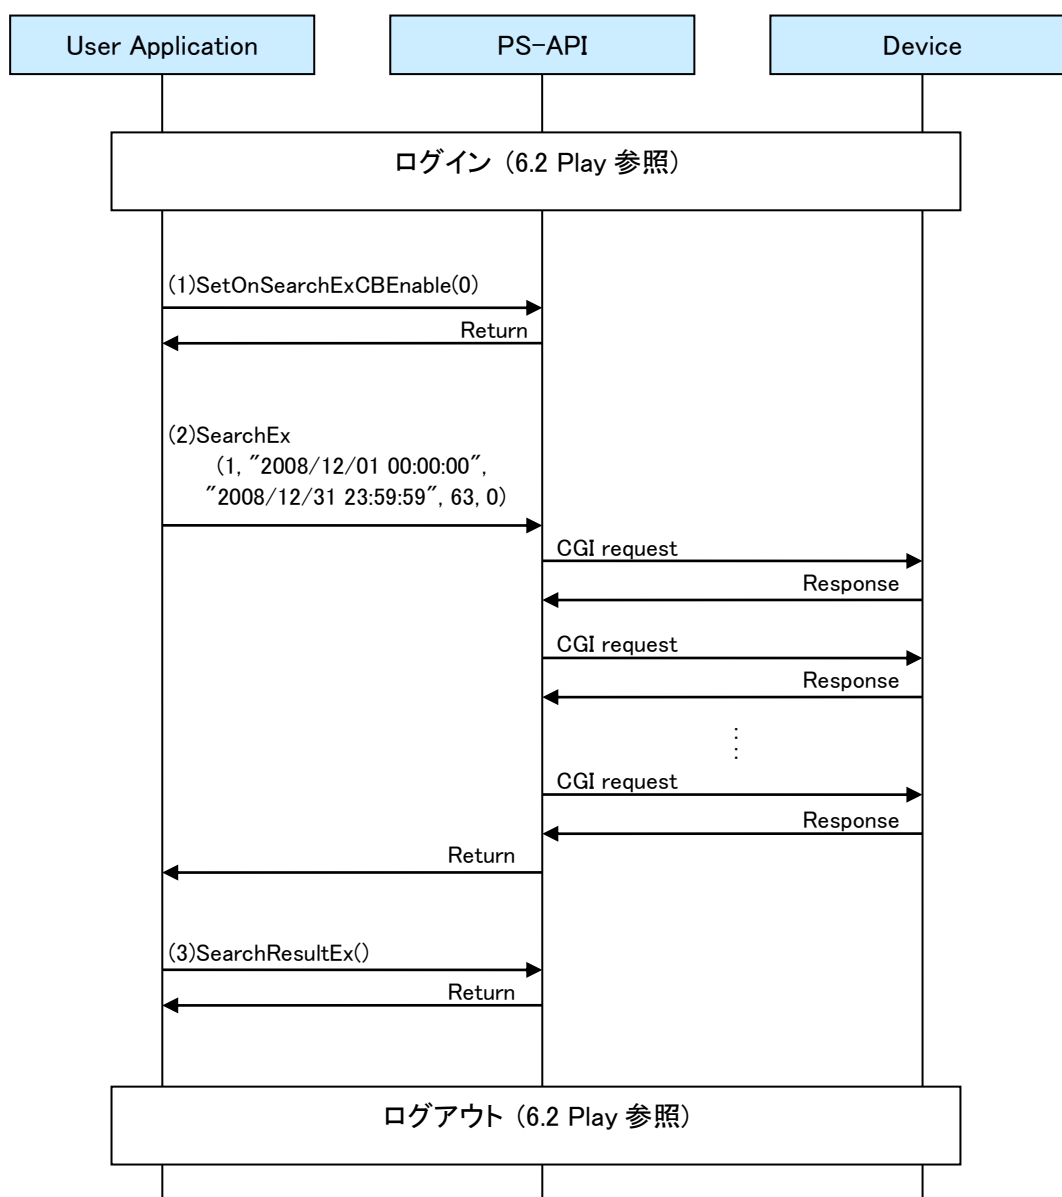 User Application
PS-API
Device
ログイン (6.2 Play 参照)
(1)SetOnSearchExCBEnable(0)
Return
(2)SearchEx
(1, "2008/12/01 00:00:00",
"2008/12/31 23:59:59", 63, 0)
CGI request
Response
CGI request
Response
CGI request
Response
Return
(3)SearchResultEx()
Return
ログアウト (6.2 Play 参照)